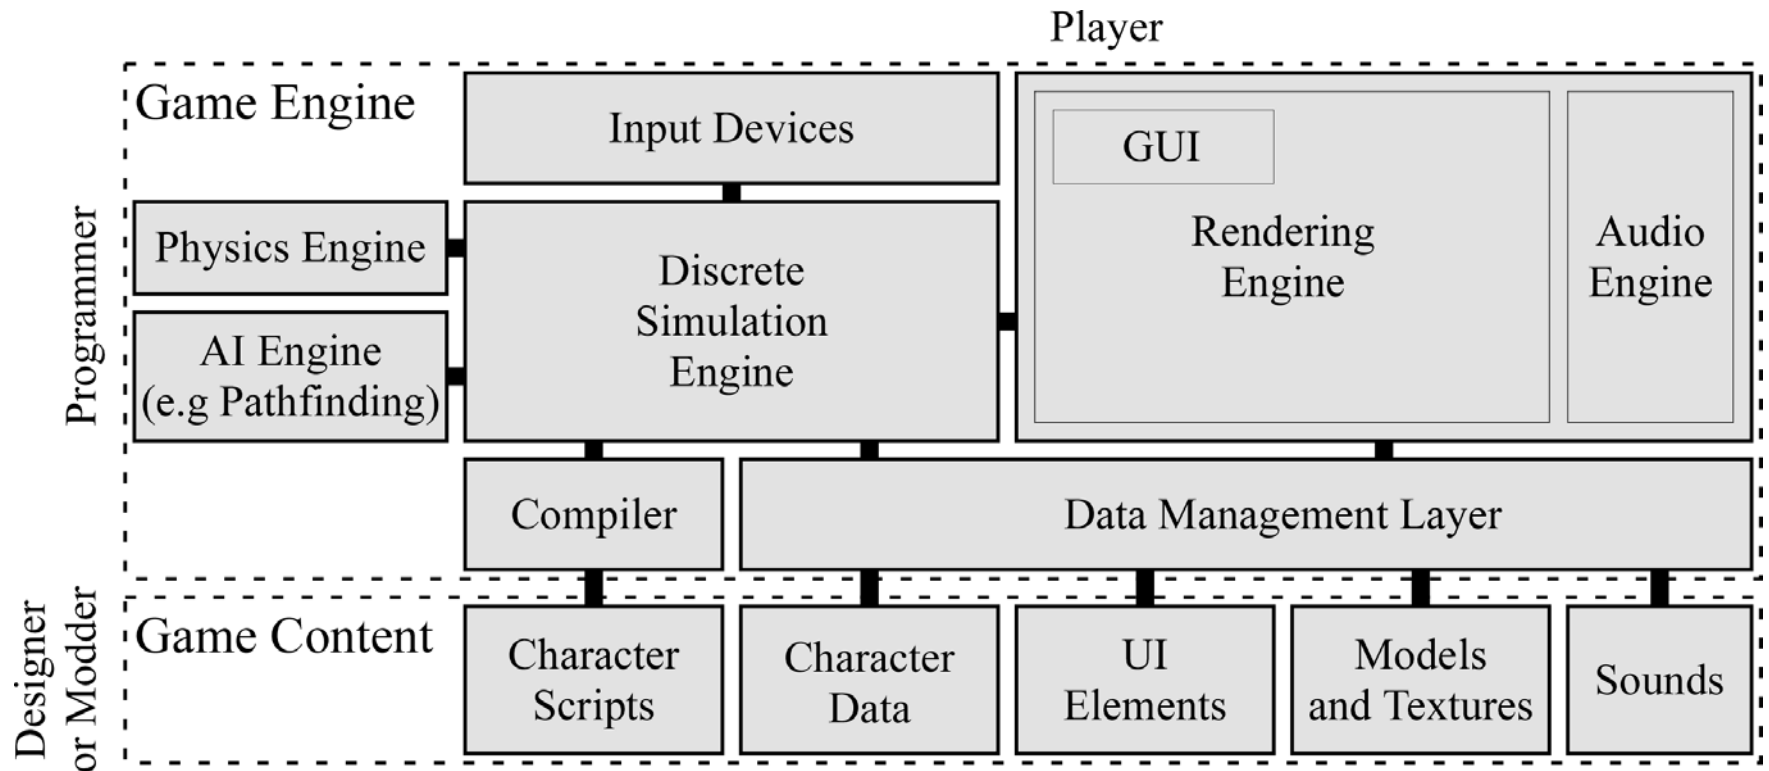 Player
Game Engine
Input Devices
GUI
Rendering
Engine
Audio
Engine
Programmer
Physics Engine
Discrete
Simulation
Engine
AI Engine
(e.g Pathfinding)
Compiler
Data Management Layer
Designer
or Modder
Game Content
Character
Scripts
Character
Data
UI
Elements
Models
and Textures
Sounds